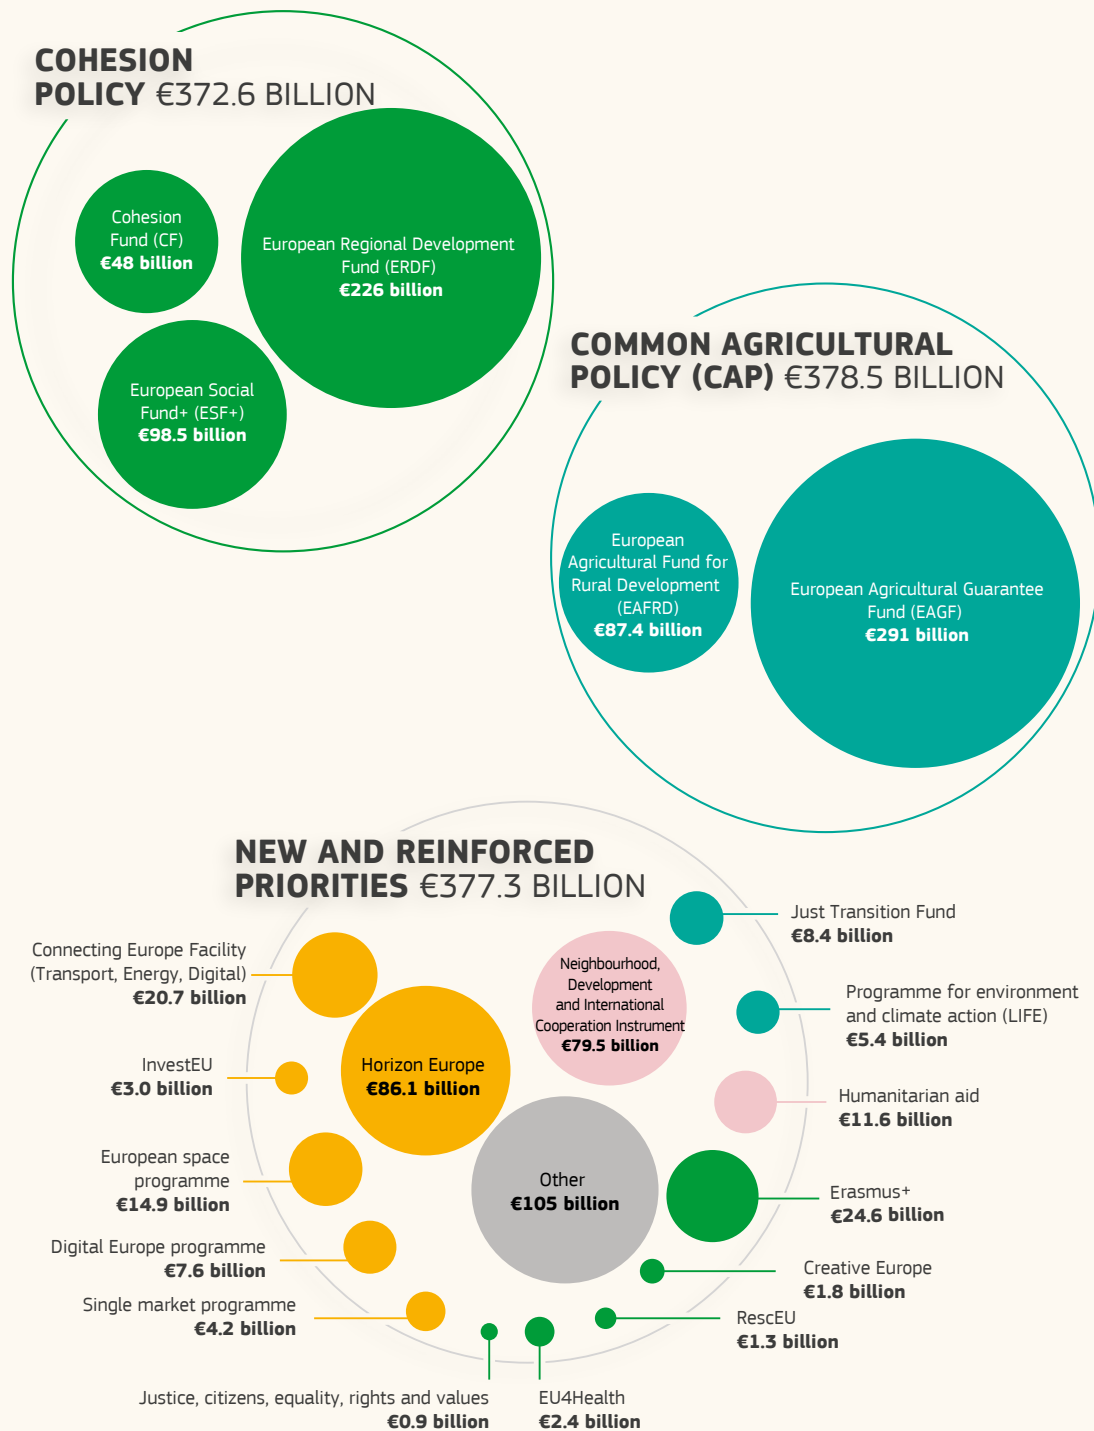 COHESION
POLICY €372.6 BILLION
Cohesion
Fund (CF)
€48 billion
European Regional Development
Fund (ERDF)
€226 billion
European Social
Fund+ (ESF+)
€98.5 billion
COMMON AGRICULTURAL
POLICY (CAP) €378.5 BILLION
European
Agricultural Fund for
Rural Development
(EAFRD)
€87.4 billion
European Agricultural Guarantee
Fund (EAGF)
€291 billion
NEW AND REINFORCED
PRIORITIES €377.3 BILLION
Connecting Europe Facility
(Transport, Energy, Digital)
€20.7 billion
InvestEU
€3.0 billion
European space
programme
€14.9 billion
Digital Europe programme
€7.6 billion
Single market programme
€4.2 billion
Horizon Europe
€86.1 billion
Neighbourhood,
Development
and International
Cooperation Instrument
€79.5 billion
Other
€105 billion
Just Transition Fund
€8.4 billion
Programme for environment
and climate action (LIFE)
€5.4 billion
Humanitarian aid
€11.6 billion
Erasmus+
€24.6 billion
Creative Europe
€1.8 billion
RescEU
€1.3 billion
Justice, citizens, equality, rights and values
€0.9 billion
EU4Health
€2.4 billion